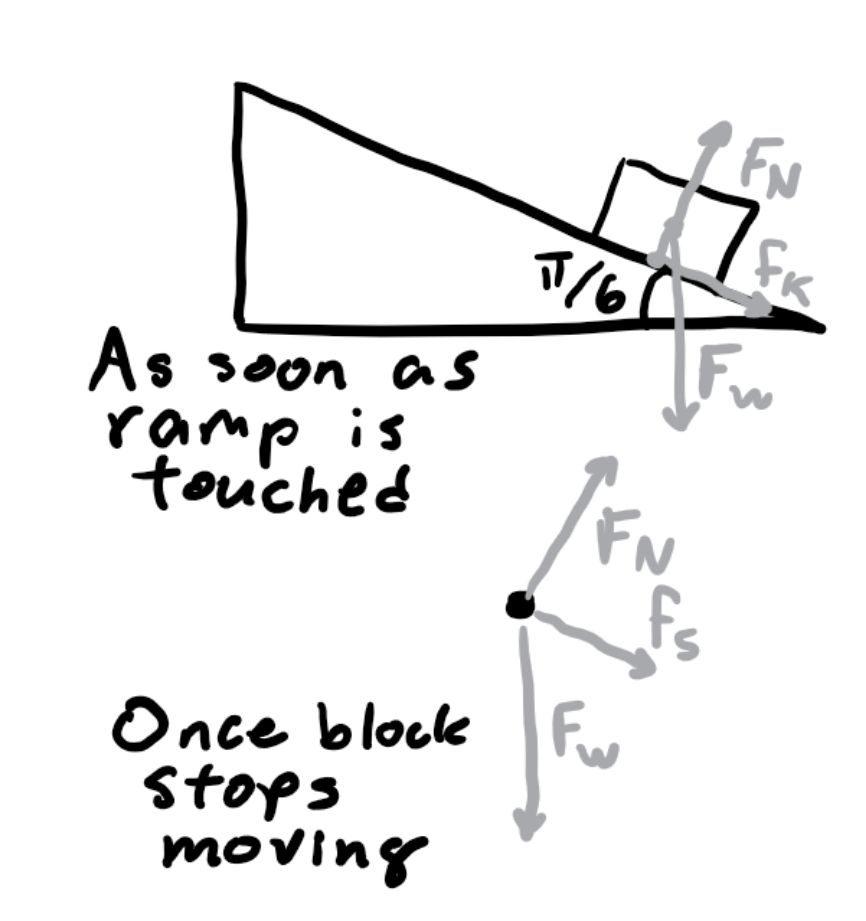 F_N
f_K
π/6
F_w
As soon as
ramp is
touched
F_N
f_s
F_w
Once block
stops
moving